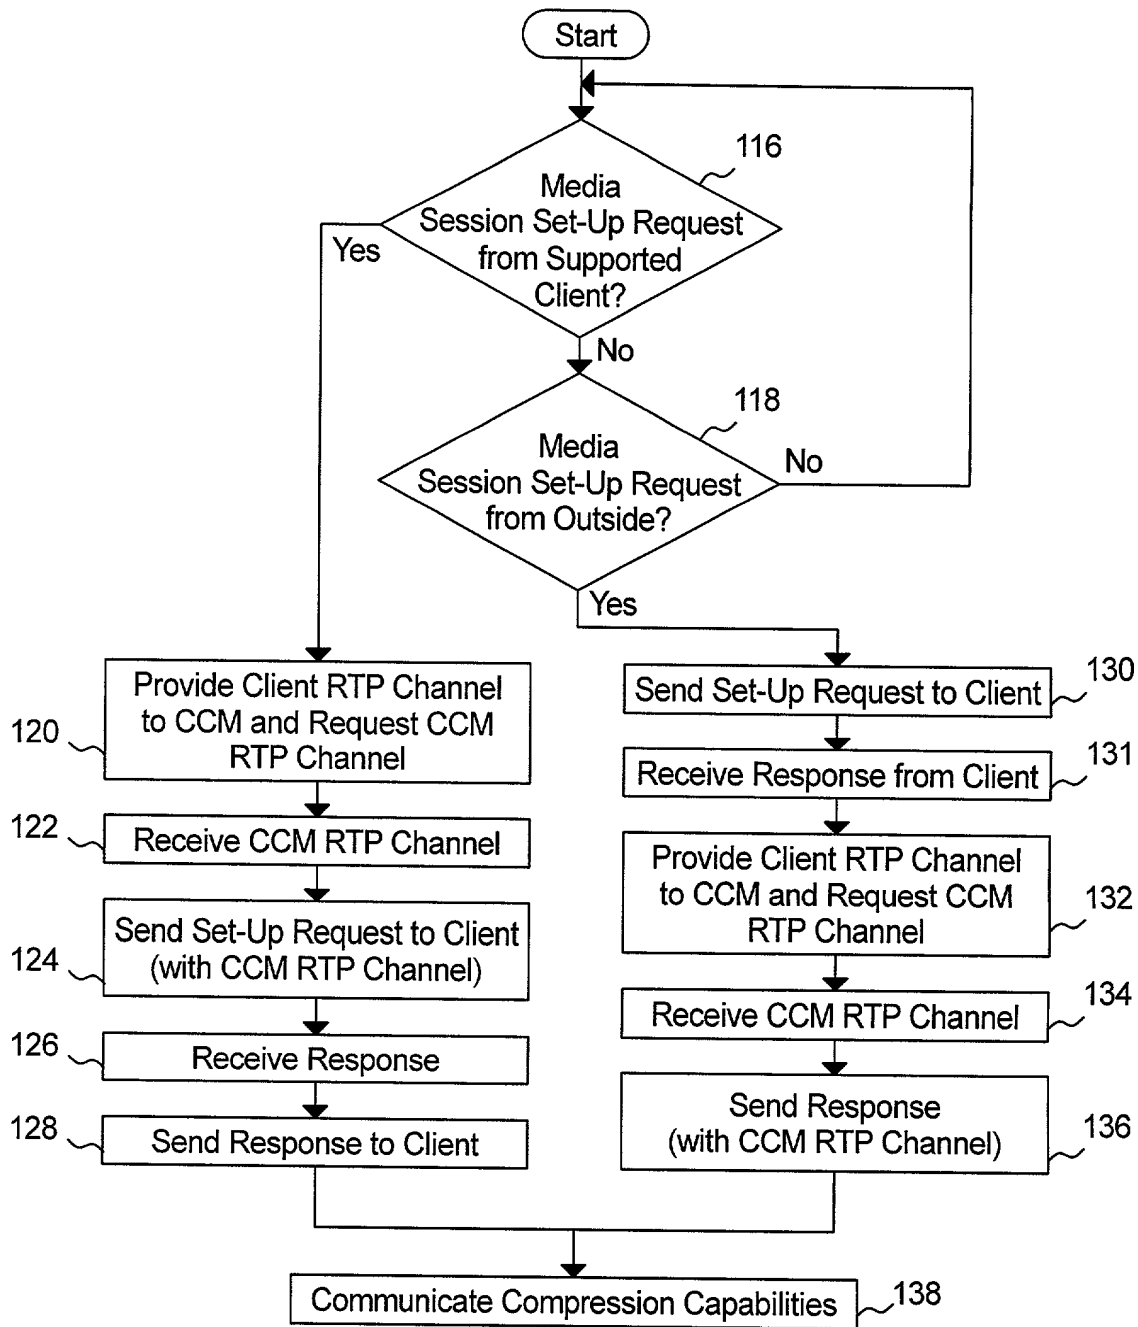 Start
116
Media
Session Set-Up Request
from Supported
Client?
Yes
No
118
Media
Session Set-Up Request
from Outside?
No
Yes
120
Provide Client RTP Channel
to CCM and Request CCM
RTP Channel
122
Receive CCM RTP Channel
124
Send Set-Up Request to Client
(with CCM RTP Channel)
126
Receive Response
128
Send Response to Client
130
Send Set-Up Request to Client
131
Receive Response from Client
Provide Client RTP Channel
to CCM and Request CCM
RTP Channel
132
134
Receive CCM RTP Channel
Send Response
(with CCM RTP Channel)
136
Communicate Compression Capabilities
138